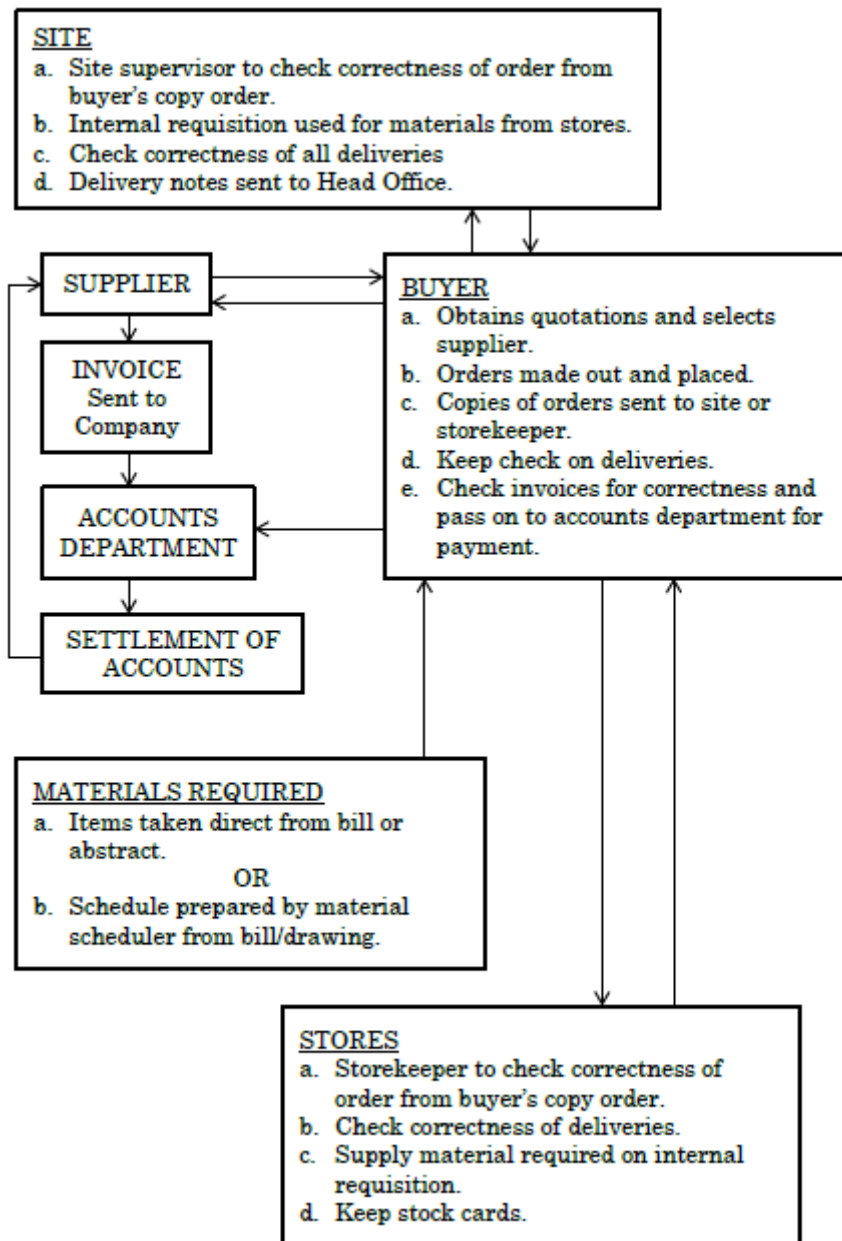 SITE
a. Site supervisor to check correctness of order from
buyer's copy order.
b. Internal requisition used for materials from stores.
c. Check correctness of all deliveries
d. Delivery notes sent to Head Office.
SUPPLIER
INVOICE
Sent to
Company
ACCOUNTS
DEPARTMENT
SETTLEMENT OF
ACCOUNTS
BUYER
a. Obtains quotations and selects
supplier.
b. Orders made out and placed.
c. Copies of orders sent to site or
storekeeper.
d. Keep check on deliveries.
e. Check invoices for correctness and
pass on to accounts department for
payment.
MATERIALS REQUIRED
a. Items taken direct from bill or
abstract.
OR
b. Schedule prepared by material
scheduler from bill/drawing.
STORES
a. Storekeeper to check correctness of
order from buyer's copy order.
b. Check correctness of deliveries.
c. Supply material required on internal
requisition.
d. Keep stock cards.